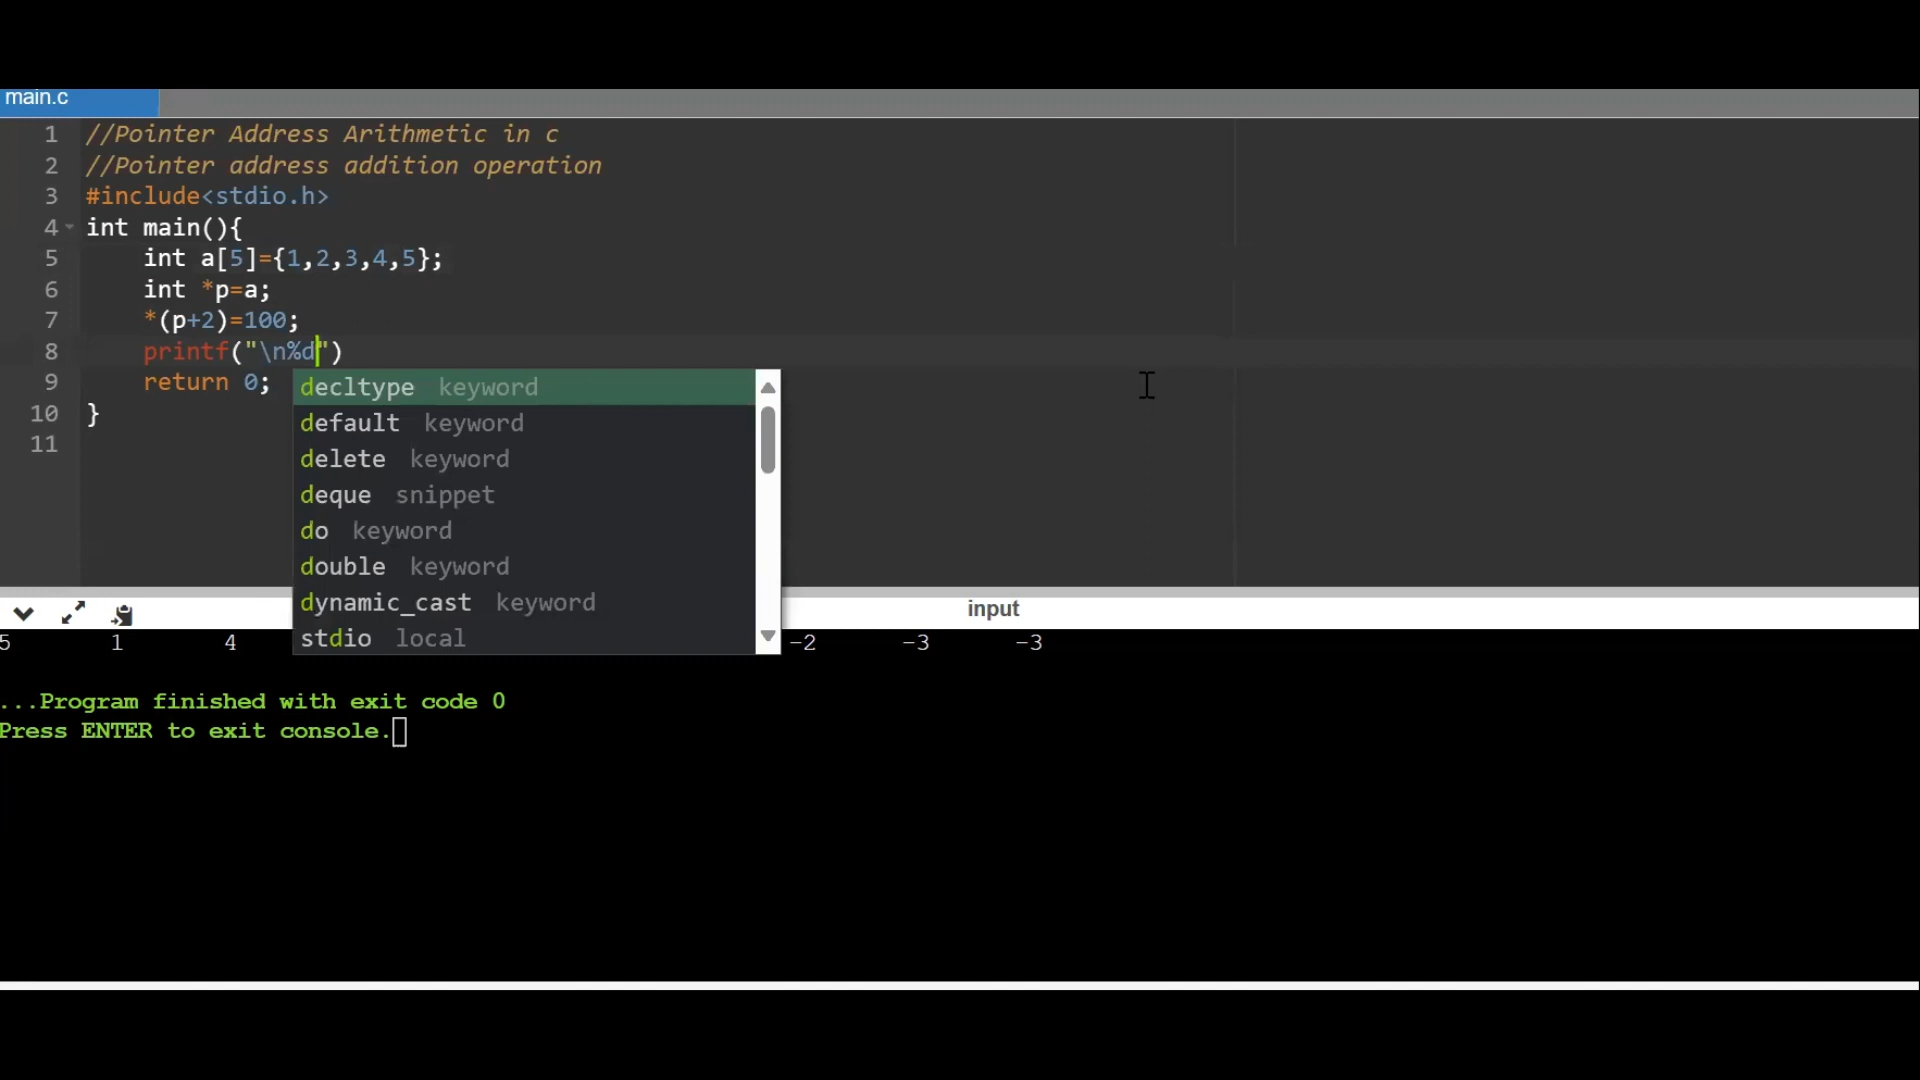 main.c
1 //Pointer Address Arithmetic in c
2 //Pointer address addition operation
3 #include<stdio.h>
4 int main(){
5 int a[5]={1,2,3,4,5};
6 int *p=a;
7 *(p+2)=100;
8 printf("\n%d")
9 return 0;
10 }
11
decltype keyword
default keyword
delete keyword
deque snippet
do keyword
double keyword
dynamic_cast keyword
stdio local
input
5 1 4 -2 -3 -3
...Program finished with exit code 0
Press ENTER to exit console.